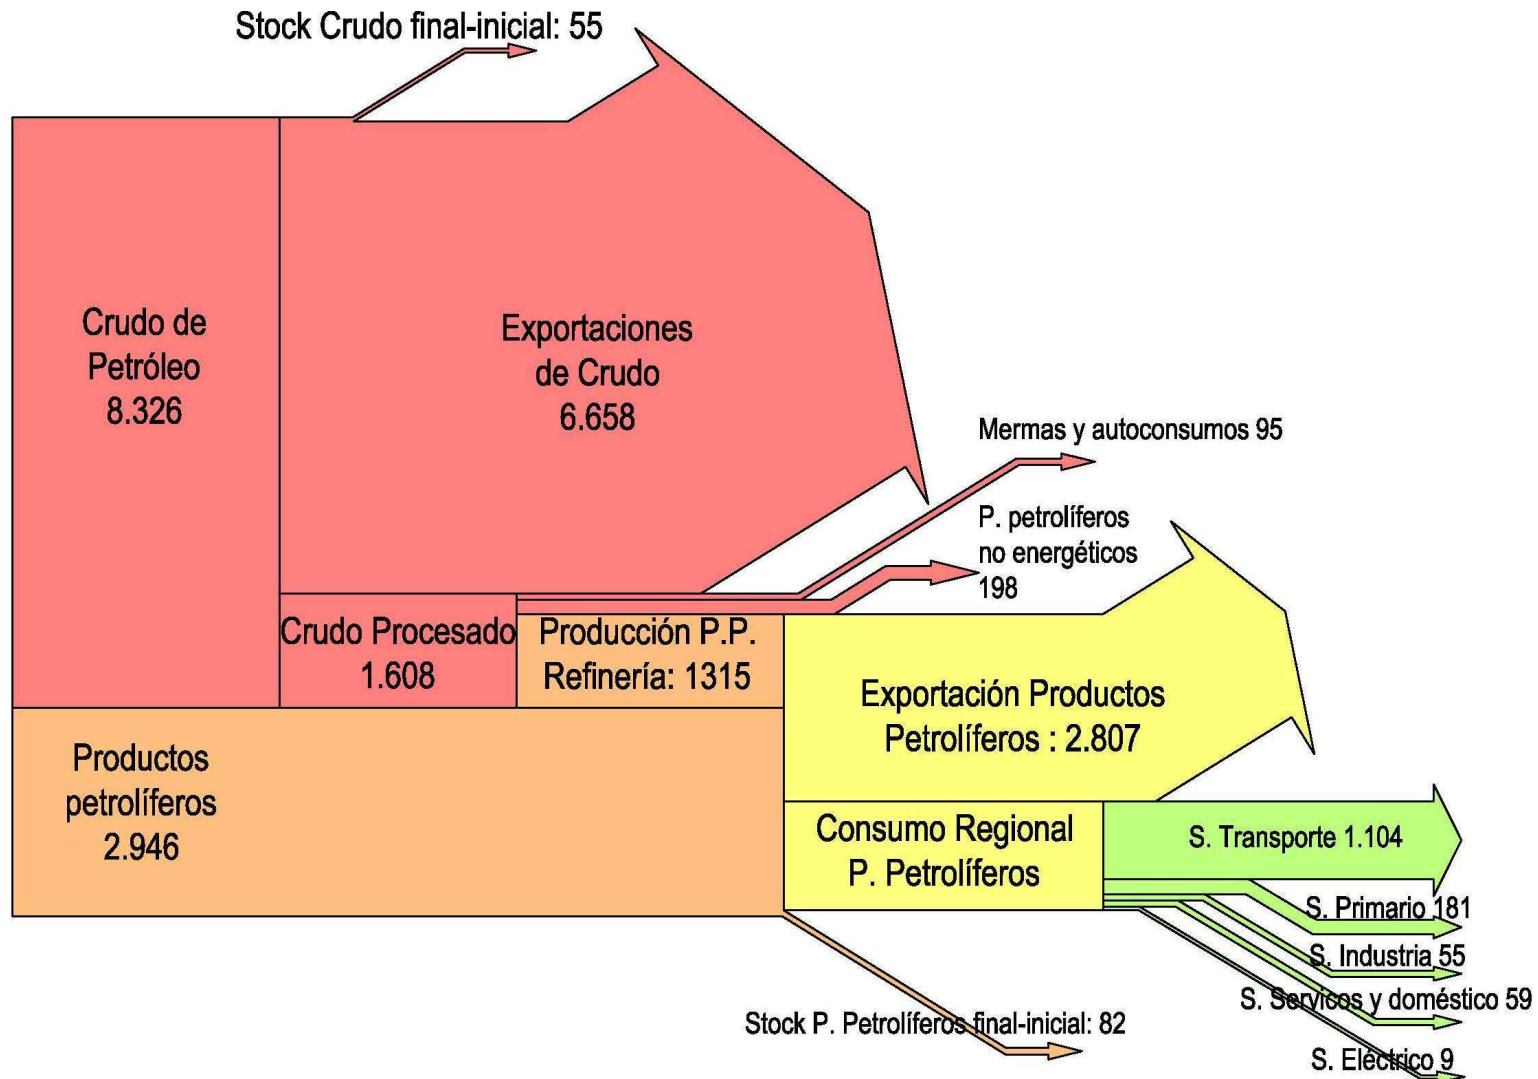 Stock Crudo final-inicial: 55
Crudo de
Petróleo
8.326
Exportaciones
de Crudo
6.658
Mermas y autoconsumos 95
P. petrolíferos
no energéticos
198
Crudo Procesado
1.608
Producción P.P.
Refinería: 1315
Exportación Productos
Petrolíferos : 2.807
Productos
petrolíferos
2.946
Consumo Regional
P. Petrolíferos
S. Transporte 1.104
S. Primario 181
S. Industria 55
S. Servicos y doméstico 59
S. Eléctrico 9
Stock P. Petrolíferos final-inicial: 82